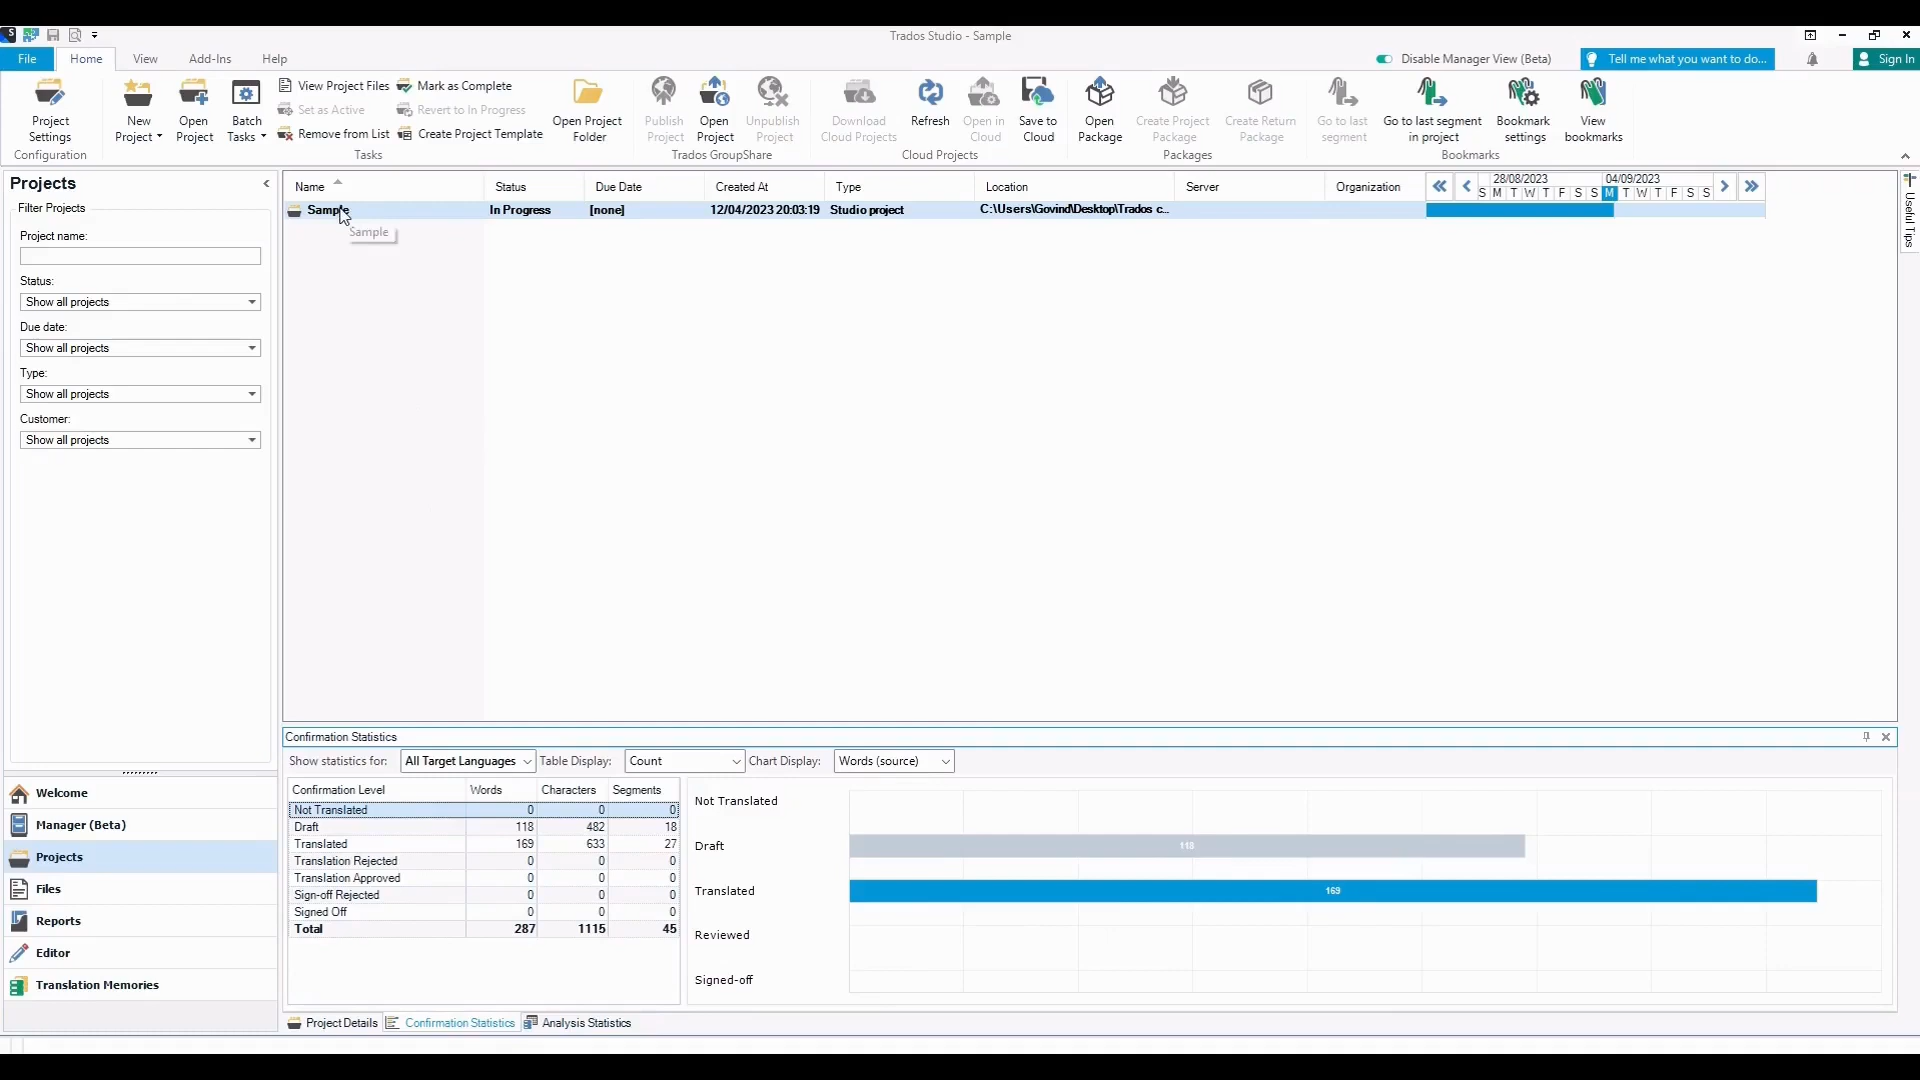 Trados Studio - Sample
File Home View Add-Ins Help
Disable Manager View (Beta)
Tell me what you want to do...
Sign In
Project Settings
Configuration
New Project
Open Project
Batch Tasks
View Project Files
Mark as Complete
Set as Active
Revert to In Progress
Remove from List
Create Project Template
Tasks
Open Project Folder
Publish Project
Open Project
Unpublish Project
Trados GroupShare
Download Cloud Projects
Refresh
Open in Cloud
Save to Cloud
Cloud Projects
Open Package
Create Project Package
Create Return Package
Packages
Go to last segment
Go to last segment in project
Bookmark settings
View bookmarks
Bookmarks
Projects
Filter Projects
Project name:
Status:
Show all projects
Due date:
Show all projects
Type:
Show all projects
Customer:
Show all projects
Welcome
Manager (Beta)
Projects
Files
Reports
Editor
Translation Memories
Name Status Due Date Created At Type Location Server Organization
28/08/2023 04/09/2023
S M T W T F S S M T W T F S S
Sample In Progress [none] 12/04/2023 20:03:19 Studio project C:\Users\Govind\Desktop\Trados c...
Sample
Useful Tips
Confirmation Statistics
Show statistics for: All Target Languages Table Display: Count Chart Display: Words (source)
Confirmation Level Words Characters Segments
Not Translated 0 0 0
Draft 118 482 18
Translated 169 633 27
Translation Rejected 0 0 0
Translation Approved 0 0 0
Sign-off Rejected 0 0 0
Signed Off 0 0 0
Total 287 1115 45
Not Translated
Draft 118
Translated 169
Reviewed
Signed-off
Project Details Confirmation Statistics Analysis Statistics